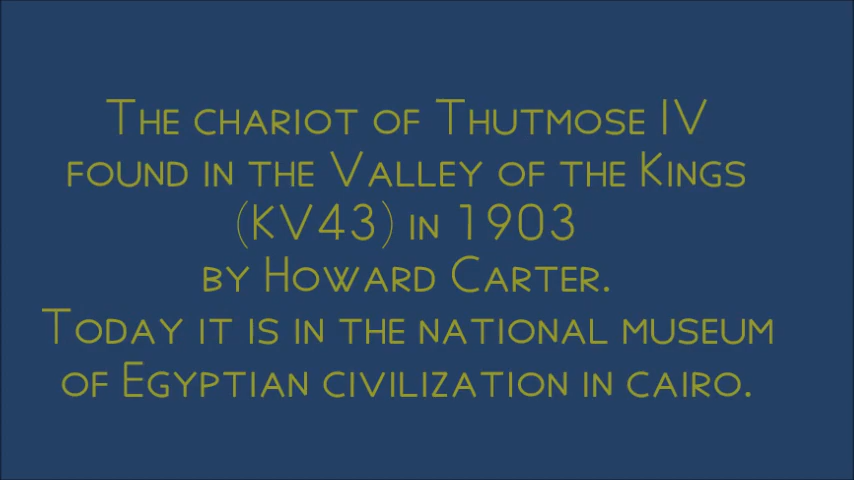 The chariot of Thutmose IV
found in the Valley of the Kings
(KV43) in 1903
by Howard Carter.
Today it is in the national museum
of Egyptian civilization in cairo.